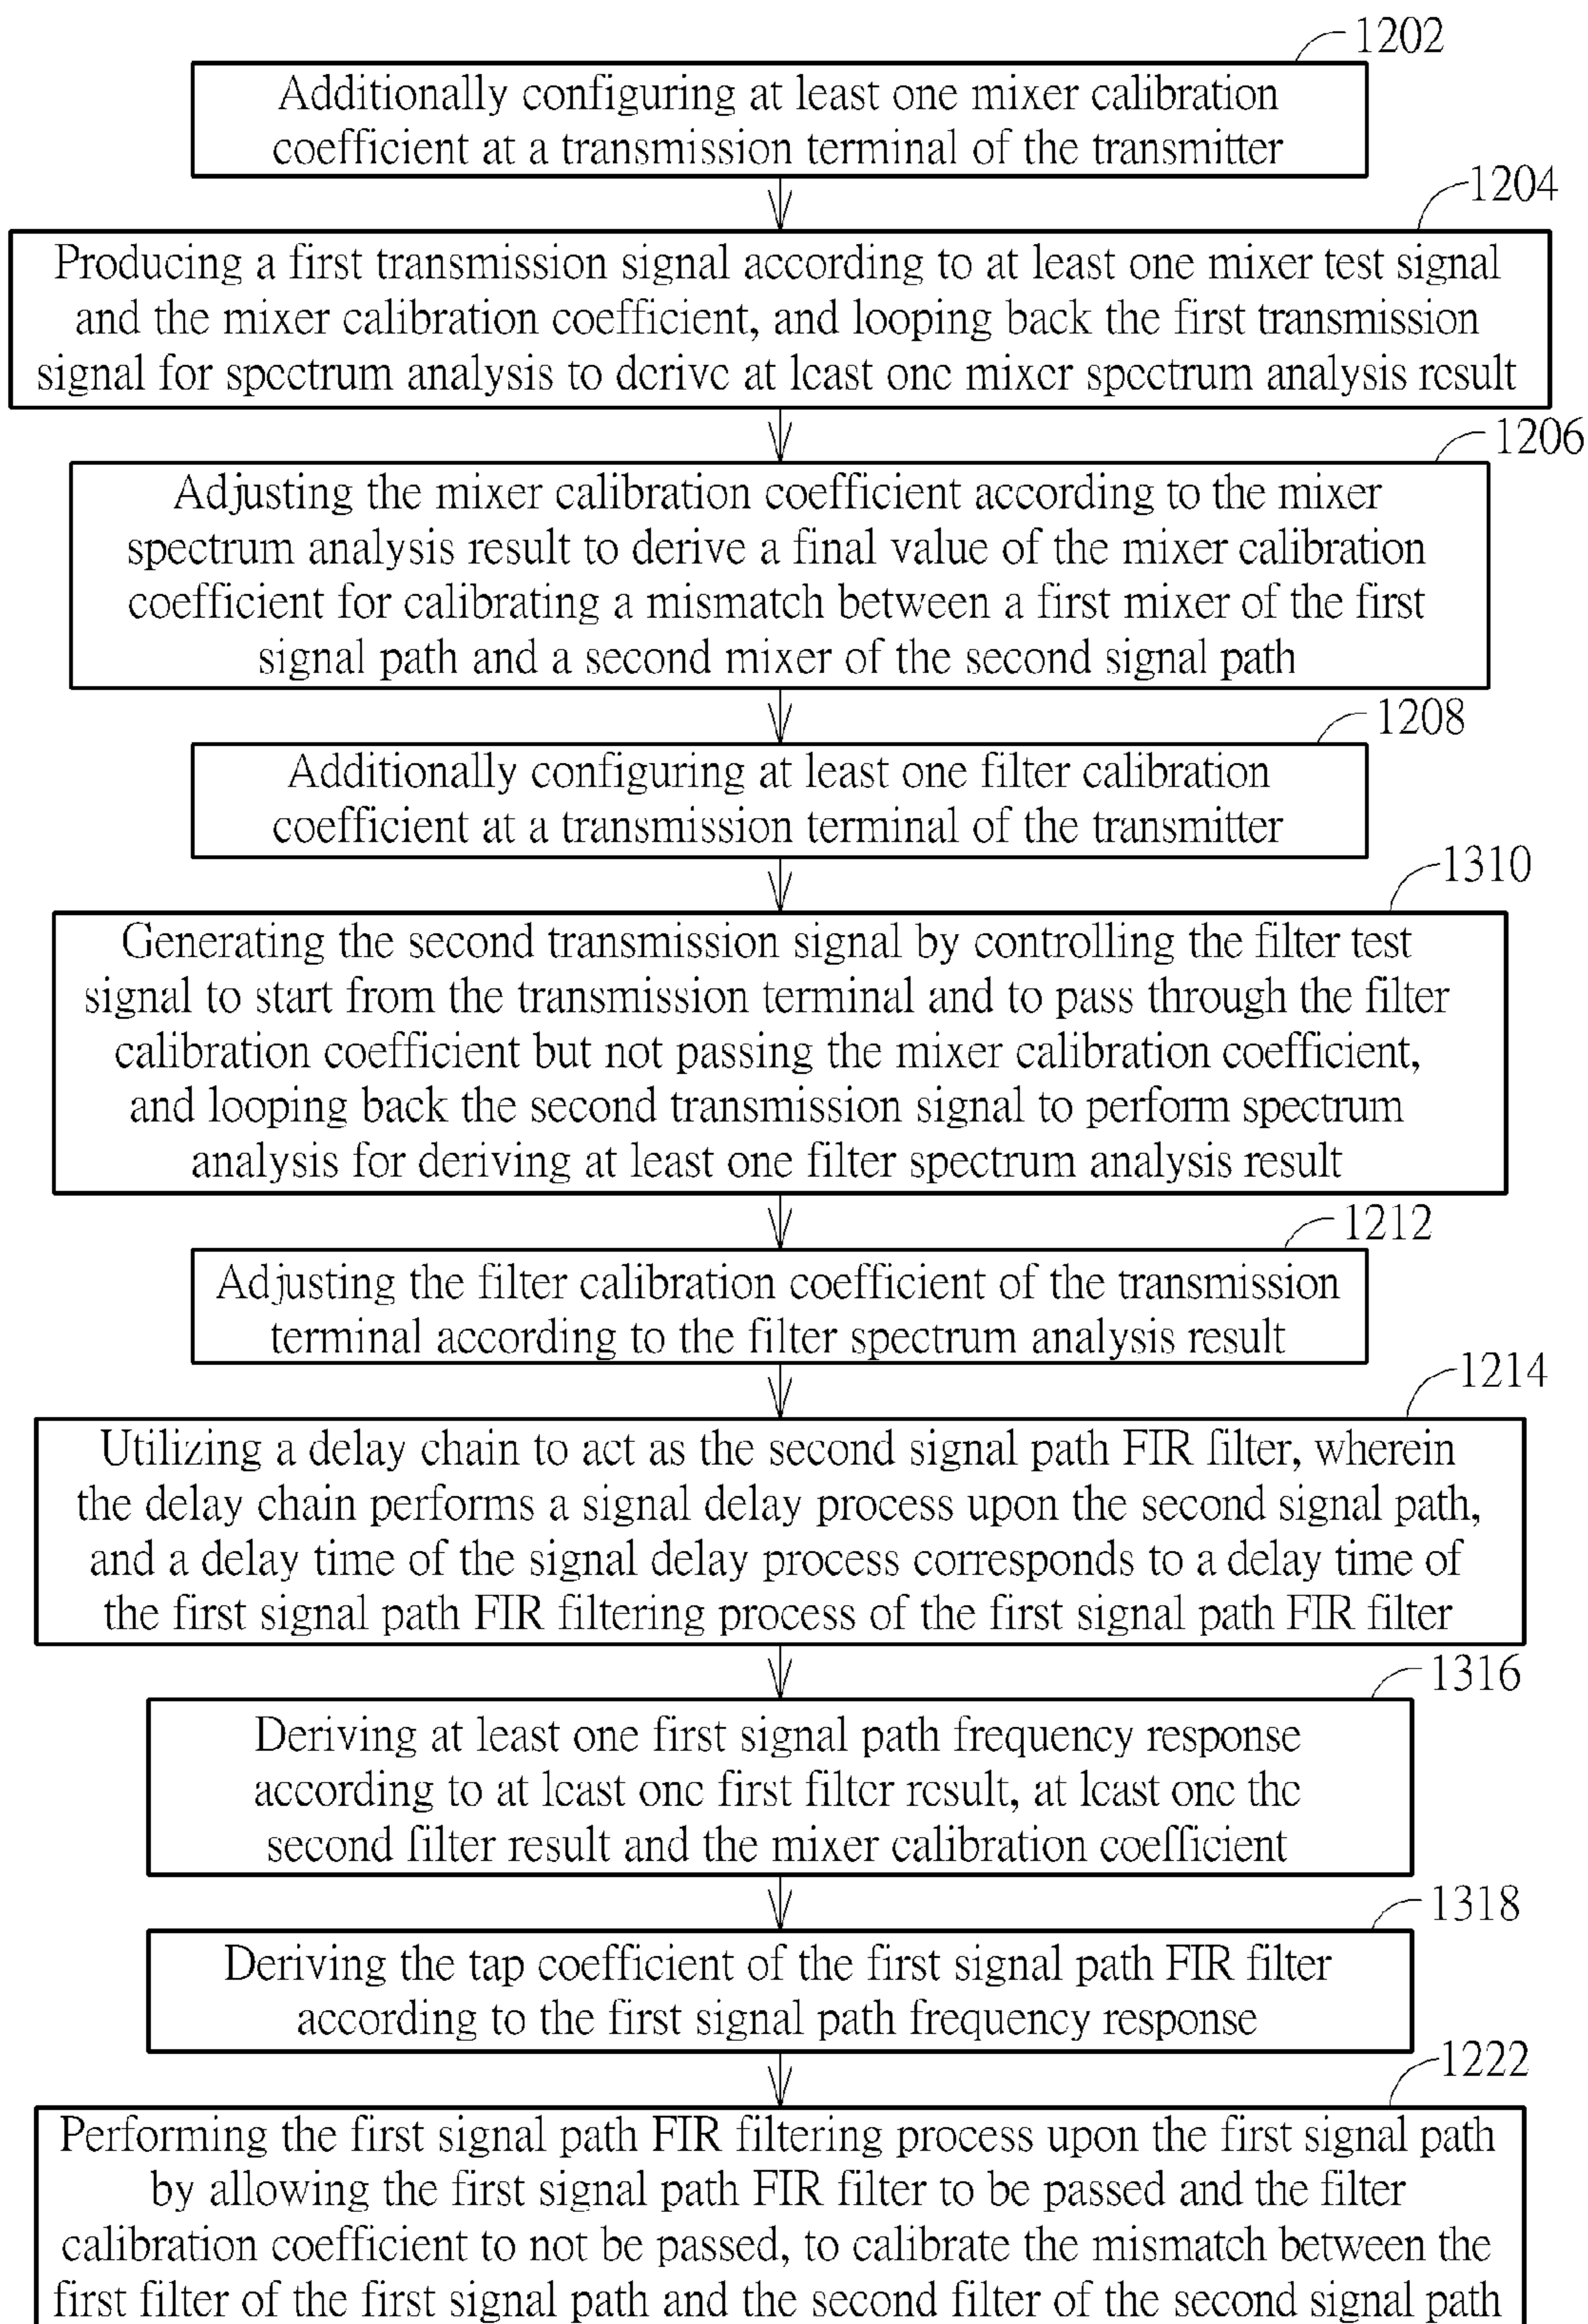 1202
Additionally configuring at least one mixer calibration
coefficient at a transmission terminal of the transmitter
1204
Producing a first transmission signal according to at least one mixer test signal
and the mixer calibration coefficient, and looping back the first transmission
signal for spectrum analysis to derive at least one mixer spectrum analysis result
1206
Adjusting the mixer calibration coefficient according to the mixer
spectrum analysis result to derive a final value of the mixer calibration
coefficient for calibrating a mismatch between a first mixer of the first
signal path and a second mixer of the second signal path
1208
Additionally configuring at least one filter calibration
coefficient at a transmission terminal of the transmitter
1310
Generating the second transmission signal by controlling the filter test
signal to start from the transmission terminal and to pass through the filter
calibration coefficient but not passing the mixer calibration coefficient,
and looping back the second transmission signal to perform spectrum
analysis for deriving at least one filter spectrum analysis result
1212
Adjusting the filter calibration coefficient of the transmission
terminal according to the filter spectrum analysis result
1214
Utilizing a delay chain to act as the second signal path FIR filter, wherein
the delay chain performs a signal delay process upon the second signal path,
and a delay time of the signal delay process corresponds to a delay time of
the first signal path FIR filtering process of the first signal path FIR filter
1316
Deriving at least one first signal path frequency response
according to at least one first filter result, at least one the
second filter result and the mixer calibration coefficient
1318
Deriving the tap coefficient of the first signal path FIR filter
according to the first signal path frequency response
1222
Performing the first signal path FIR filtering process upon the first signal path
by allowing the first signal path FIR filter to be passed and the filter
calibration coefficient to not be passed, to calibrate the mismatch between the
first filter of the first signal path and the second filter of the second signal path